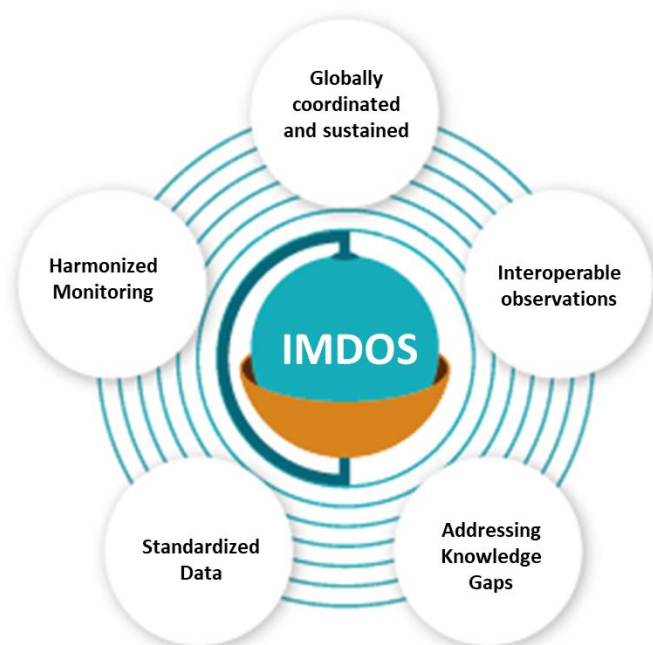 Globally
coordinated
and sustained
Harmonized
Monitoring
Interoperable
observations
IMDOS
Standardized
Data
Addressing
Knowledge
Gaps